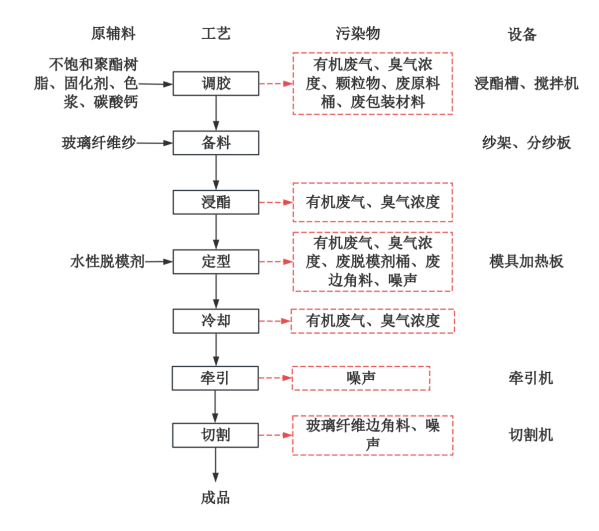 原辅料 工艺 污染物 设备
不饱和聚酯树
脂、固化剂、色
浆、碳酸钙
调胶
有机废气、臭气浓
度、颗粒物、废原料
桶、废包装材料
浸酯槽、搅拌机
玻璃纤维纱
备料
纱架、分纱板
浸酯
有机废气、臭气浓度
水性脱模剂
定型
有机废气、臭气浓
度、废脱模剂桶、废
边角料、噪声
模具加热板
冷却
有机废气、臭气浓度
牵引
噪声
牵引机
切割
玻璃纤维边角料、噪
声
切割机
成品